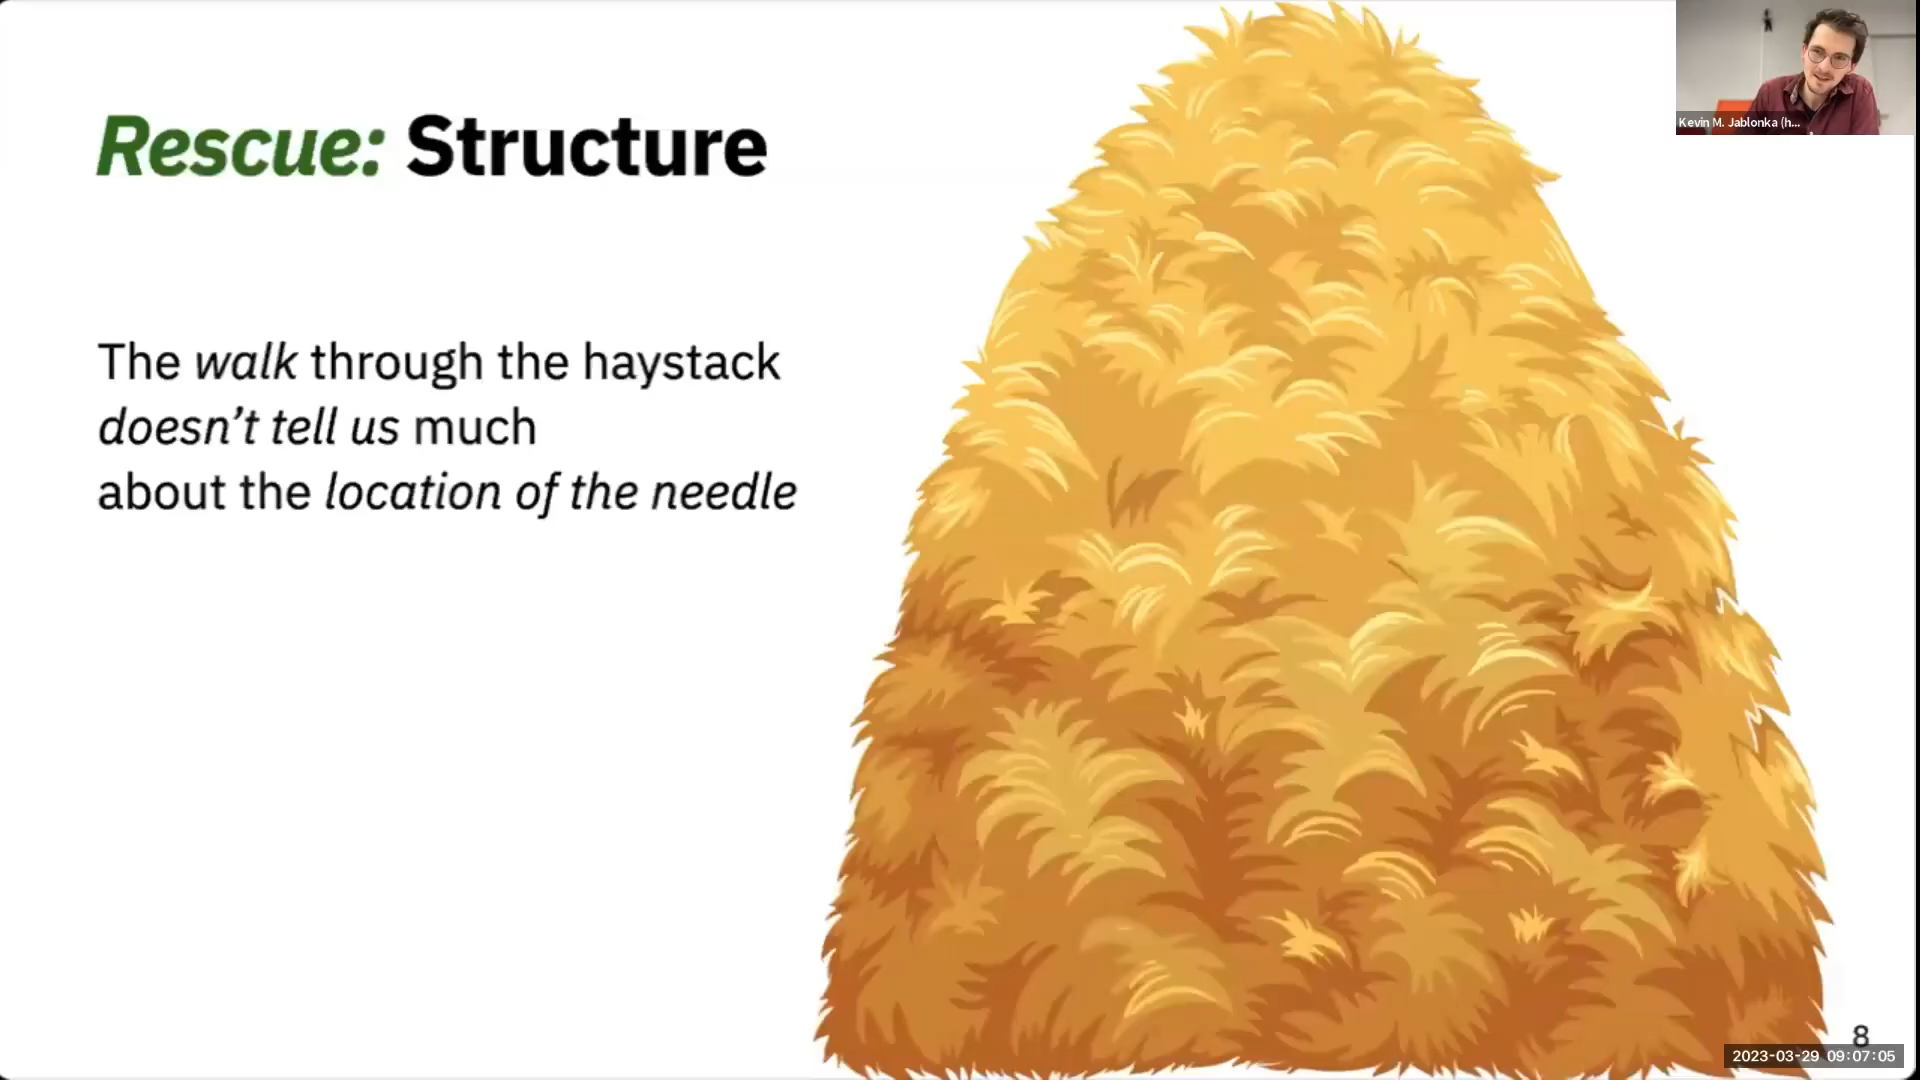 Rescue: Structure
Kevin M. Jablonka (h...
The walk through the haystack
doesn’t tell us much
about the location of the needle
8
2023-03-29 09:07:05